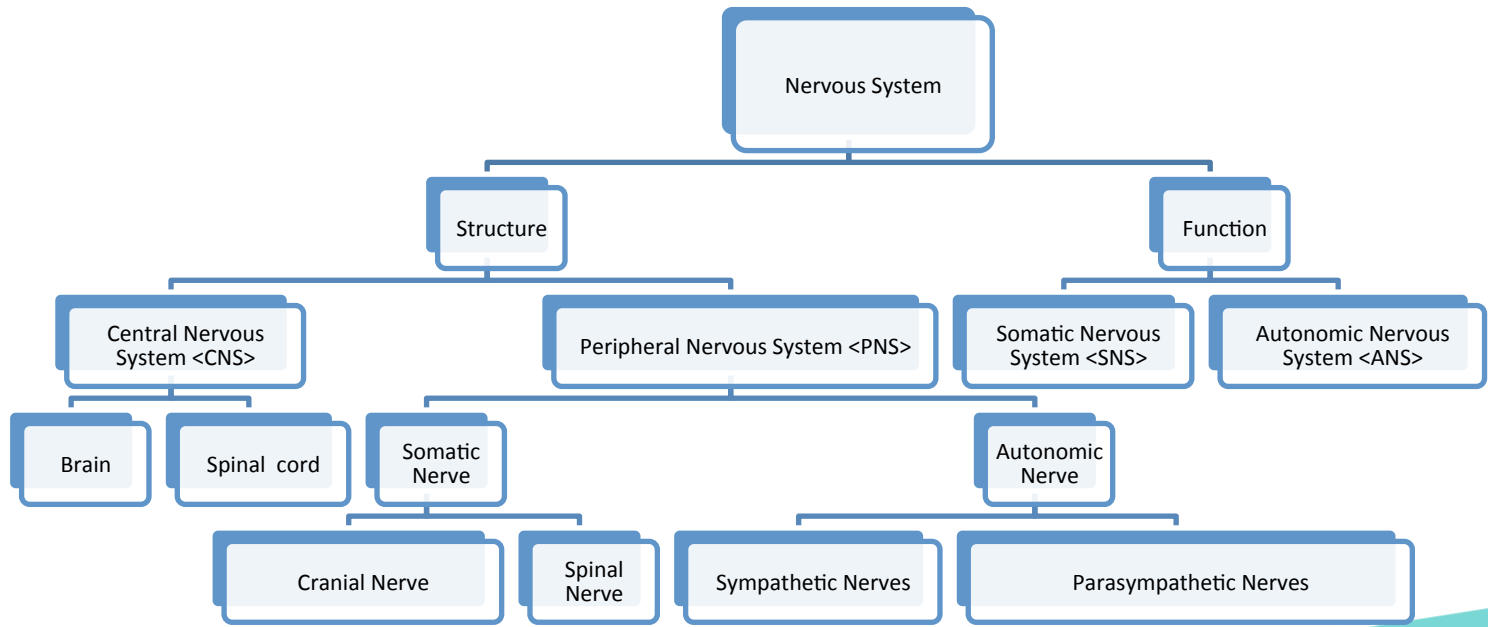 Nervous System
Structure
Function
Central Nervous
System <CNS>
Peripheral Nervous System <PNS>
Somatic Nervous
System <SNS>
Autonomic Nervous
System <ANS>
Brain
Spinal cord
Somatic
Nerve
Autonomic
Nerve
Cranial Nerve
Spinal
Nerve
Sympathetic Nerves
Parasympathetic Nerves